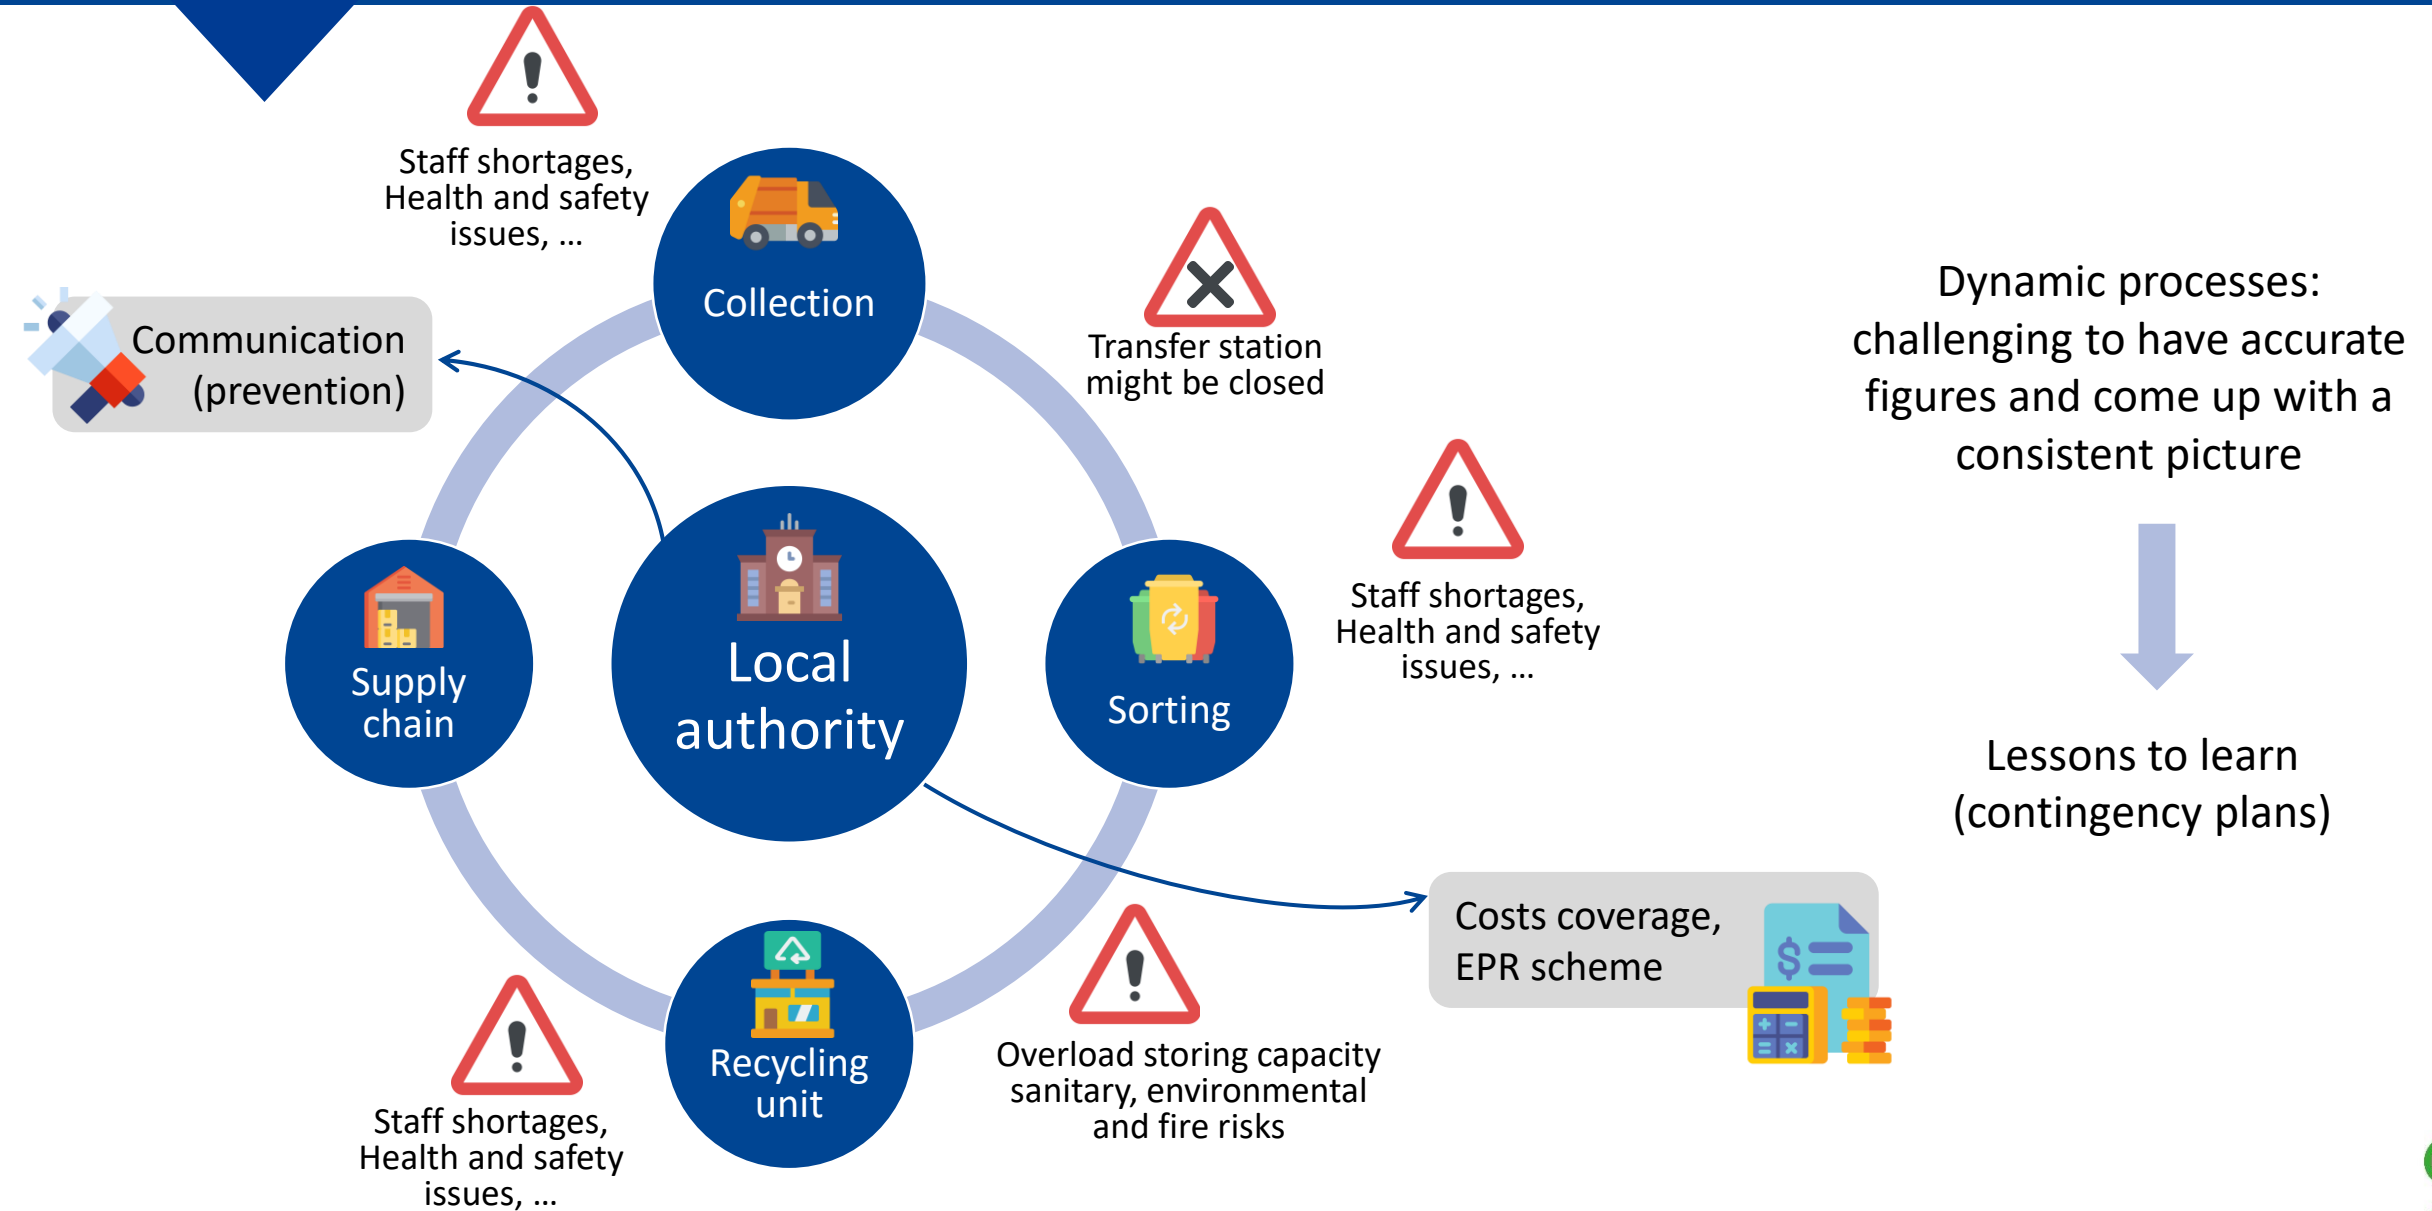 Staff shortages,
Health and safety
issues, ...
Collection
Transfer station
might be closed
Communication
(prevention)
Staff shortages,
Health and safety
issues, ...
Sorting
Local
authority
Supply
chain
Costs coverage,
EPR scheme
$
Overload storing capacity
sanitary, environmental
and fire risks
Recycling
unit
Staff shortages,
Health and safety
issues, ...
Dynamic processes:
challenging to have accurate
figures and come up with a
consistent picture
Lessons to learn
(contingency plans)